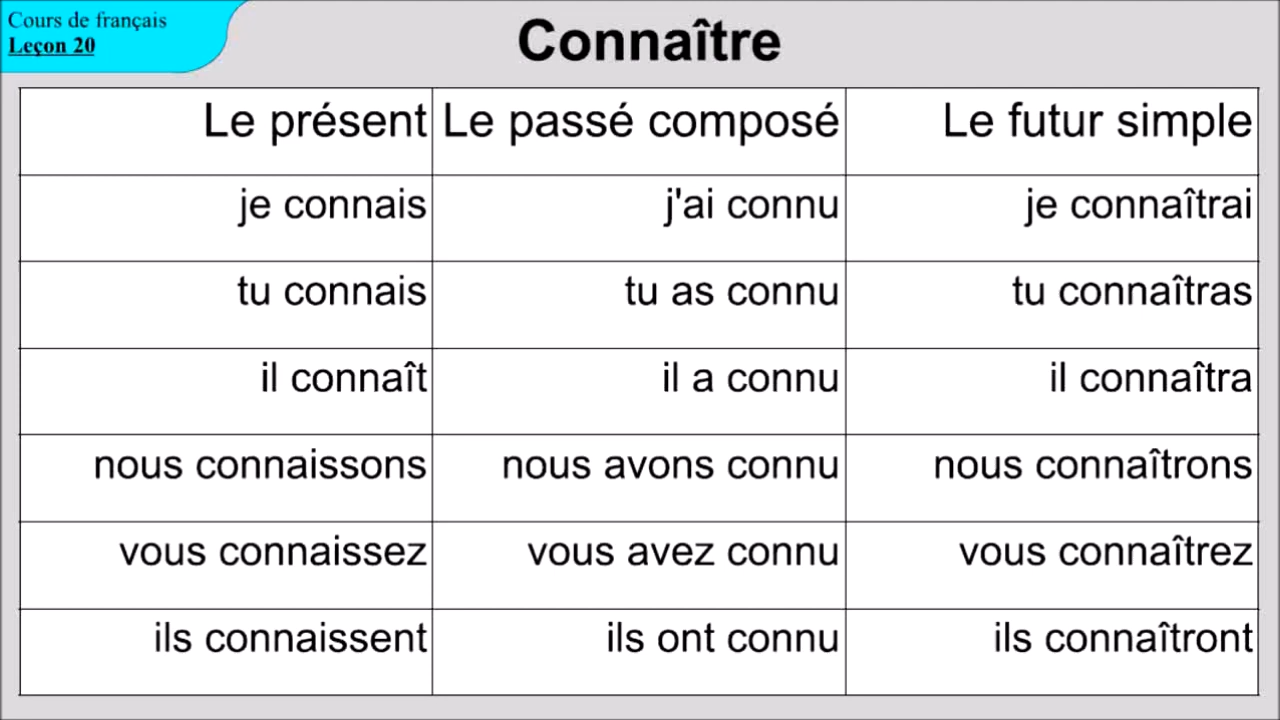 Cours de français
Leçon 20
Connaître
Le présent Le passé composé Le futur simple
je connais j'ai connu je connaîtrai
tu connais tu as connu tu connaîtras
il connaît il a connu il connaîtra
nous connaissons nous avons connu nous connaîtrons
vous connaissez vous avez connu vous connaîtrez
ils connaissent ils ont connu ils connaîtront